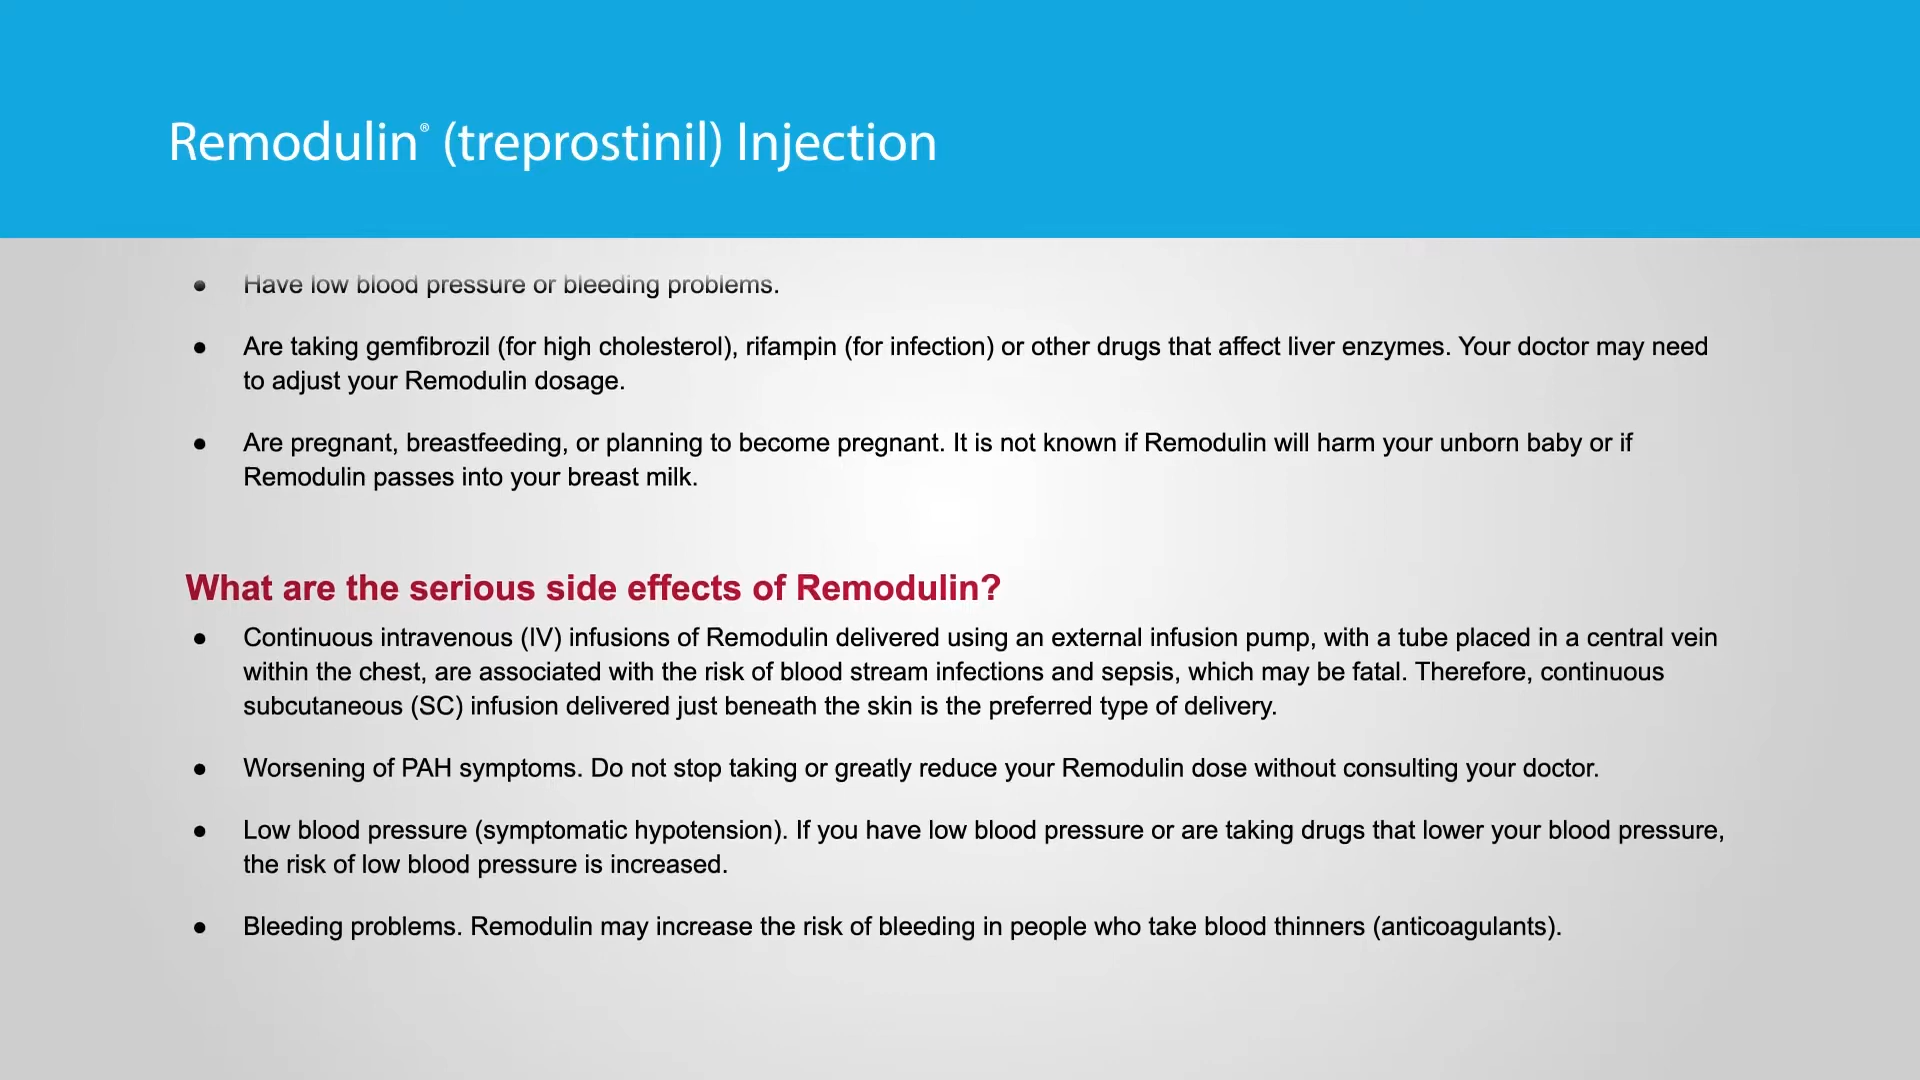 Remodulin® (treprostinil) Injection
● Have low blood pressure or bleeding problems.
● Are taking gemfibrozil (for high cholesterol), rifampin (for infection) or other drugs that affect liver enzymes. Your doctor may need
to adjust your Remodulin dosage.
● Are pregnant, breastfeeding, or planning to become pregnant. It is not known if Remodulin will harm your unborn baby or if
Remodulin passes into your breast milk.
What are the serious side effects of Remodulin?
● Continuous intravenous (IV) infusions of Remodulin delivered using an external infusion pump, with a tube placed in a central vein
within the chest, are associated with the risk of blood stream infections and sepsis, which may be fatal. Therefore, continuous
subcutaneous (SC) infusion delivered just beneath the skin is the preferred type of delivery.
● Worsening of PAH symptoms. Do not stop taking or greatly reduce your Remodulin dose without consulting your doctor.
● Low blood pressure (symptomatic hypotension). If you have low blood pressure or are taking drugs that lower your blood pressure,
the risk of low blood pressure is increased.
● Bleeding problems. Remodulin may increase the risk of bleeding in people who take blood thinners (anticoagulants).